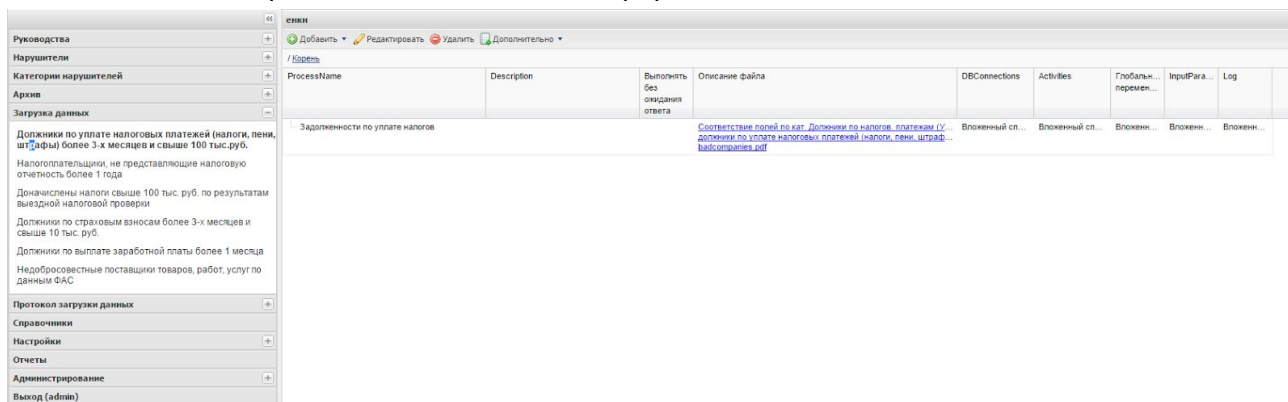 Руководства
Нарушители
Категории нарушителей
Архив
Загрузка данных
Должники по уплате налоговых платежей (налоги, пени,
штрафы) более 3-х месяцев и свыше 100 тыс.руб.
Налогоплательщики, не представляющие налоговую
отчетность более 1 года
Доначислены налоги свыше 100 тыс. руб. по результатам
выездной налоговой проверки
Должники по страховым взносам более 3-х месяцев и
свыше 10 тыс. руб.
Должники по выплате заработной платы более 1 месяца
Недобросовестные поставщики товаров, работ, услуг по
данным ФАС
Протокол загрузки данных
Справочники
Настройки
Отчеты
Администрирование
Выход (admin)
енкн
Добавить Редактировать Удалить Дополнительно
/ Корень
ProcessName Description Выполнять Описание файла DBConnections Activities Глобальн... InputPara... Log
без перемен...
ожидания
ответа
Задолженности по уплате налогов Соответствие полей по кат. Должники по налогов. платежам (У... Вложенный сп... Вложенный сп... Вложенн... Вложенн... Вложенн...
должники по уплате налоговых платежей (налоги, пени, штраф...
badcompanies.pdf